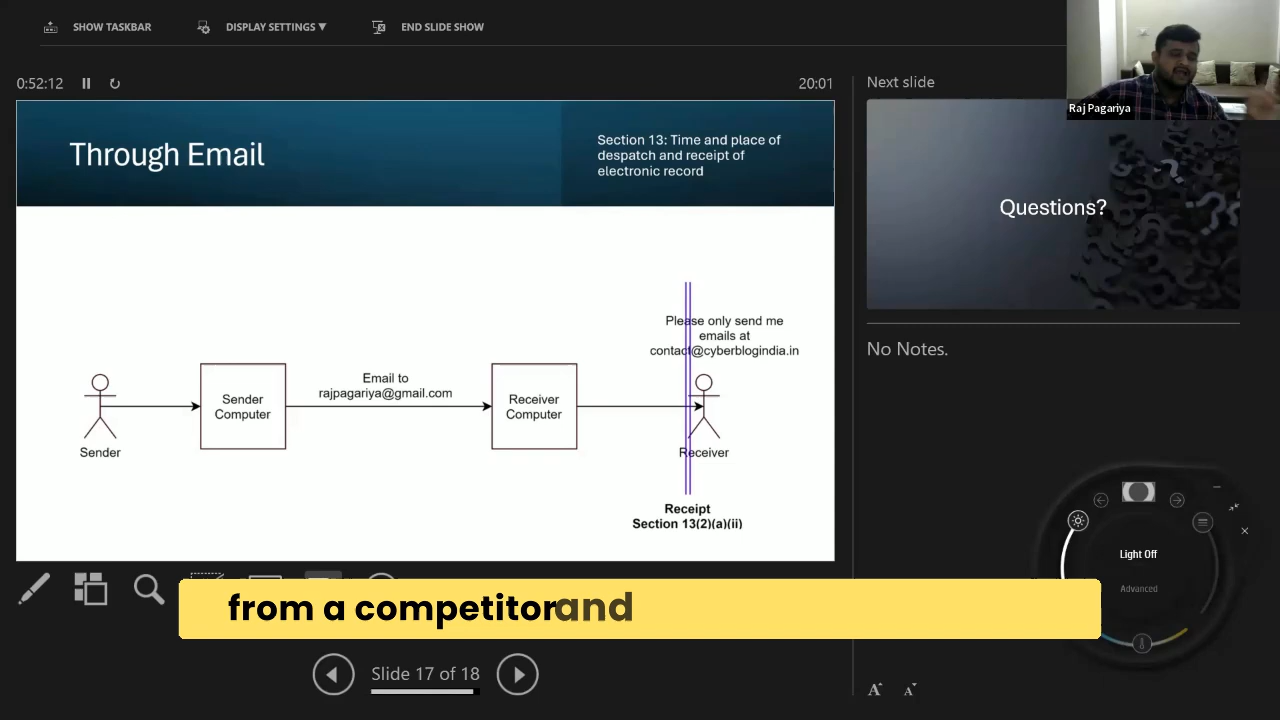 SHOW TASKBAR
DISPLAY SETTINGS ▼
END SLIDE SHOW
0:52:12
20:01
Next slide
Raj Pagariya
Through Email
Section 13: Time and place of
despatch and receipt of
electronic record
Questions?
No Notes.
Please only send me
emails at
contact@cyberblogindia.in
Email to
rajpagariya@gmail.com
Sender
Computer
Receiver
Computer
Sender
Receiver
Receipt
Section 13(2)(a)(ii)
Light Off
Advanced
from a competitor and
Slide 17 of 18
A A